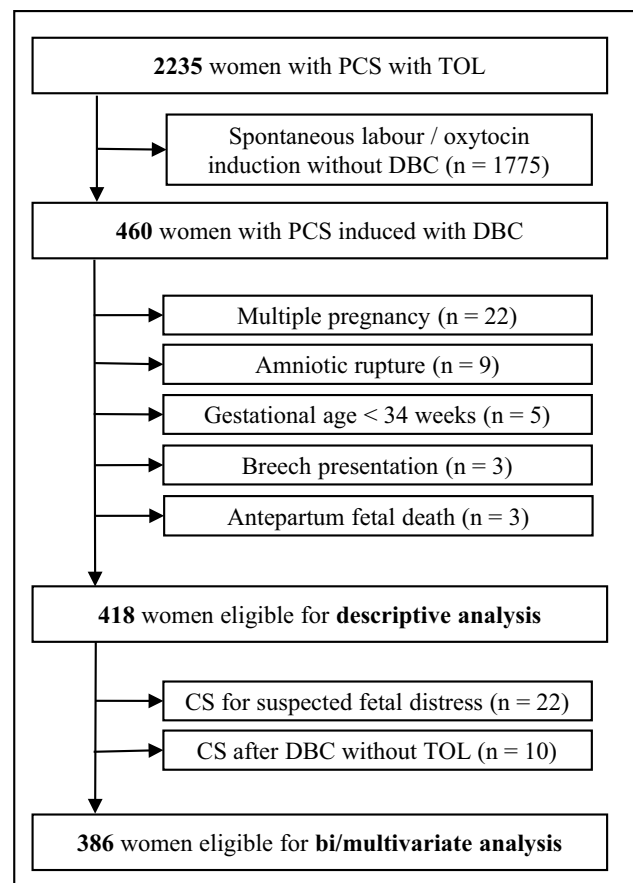 2235 women with PCS with TOL
Spontaneous labour / oxytocin
induction without DBC (n = 1775)
460 women with PCS induced with DBC
Multiple pregnancy (n = 22)
Amniotic rupture (n = 9)
Gestational age < 34 weeks (n = 5)
Breech presentation (n = 3)
Antepartum fetal death (n = 3)
418 women eligible for descriptive analysis
CS for suspected fetal distress (n = 22)
CS after DBC without TOL (n = 10)
386 women eligible for bi/multivariate analysis